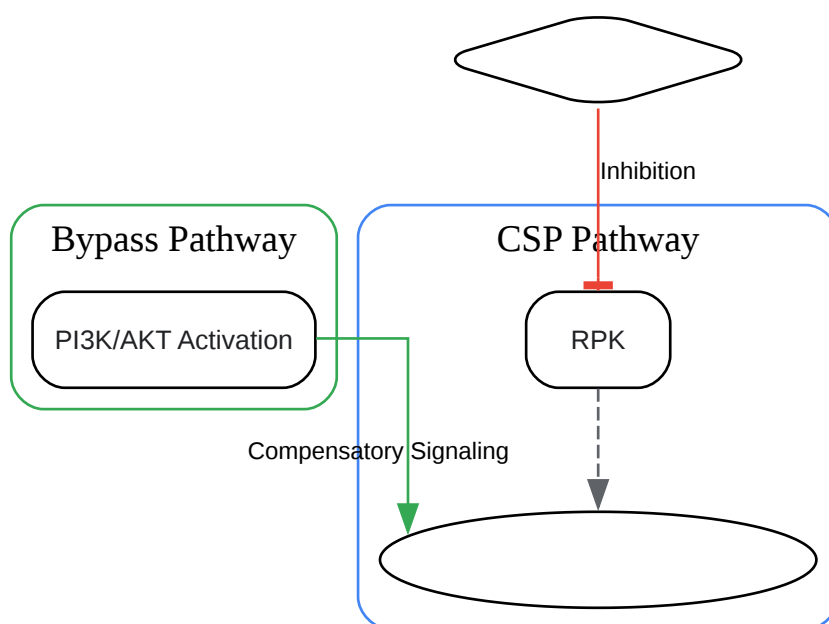 Inhibition
Bypass Pathway
CSP Pathway
PI3K/AKT Activation
RPK
Compensatory Signaling